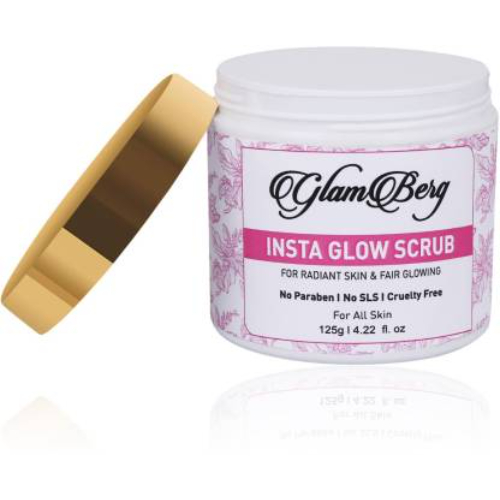 GlamBerg
INSTA GLOW SCRUB
FOR RADIANT SKIN & FAIR GLOWING
No Paraben | No SLS | Cruelty Free
For All Skin
125g | 4.22 fl. oz